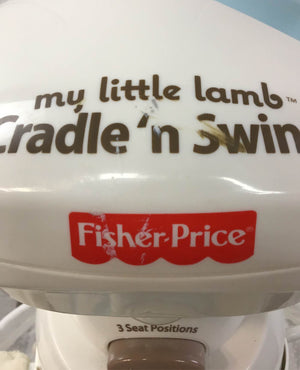 my little lamb™
Cradle 'n Swin
Fisher-Price®
3 Seat Positions